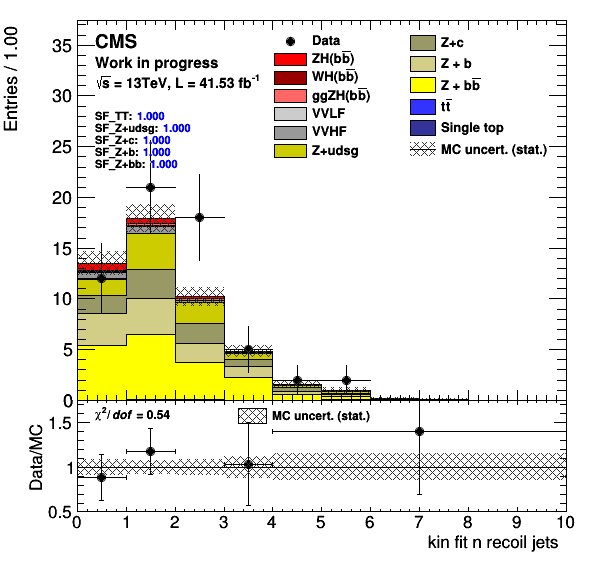 CMS
Work in progress
√s = 13TeV, L = 41.53 fb⁻¹
SF_TT: 1.000
SF_Z+udsg: 1.000
SF_Z+c: 1.000
SF_Z+b: 1.000
SF_Z+bb: 1.000
Data
ZH(bb̅)
WH(bb̅)
ggZH(bb̅)
VVLF
VVHF
Z+udsg
Z+c
Z + b
Z + bb̅
tt̅
Single top
MC uncert. (stat.)
Entries / 1.00
35
30
25
20
15
10
5
0
χ²/dof = 0.54
MC uncert. (stat.)
Data/MC
1.5
1
0.5
0 1 2 3 4 5 6 7 8 9 10
kin fit n recoil jets